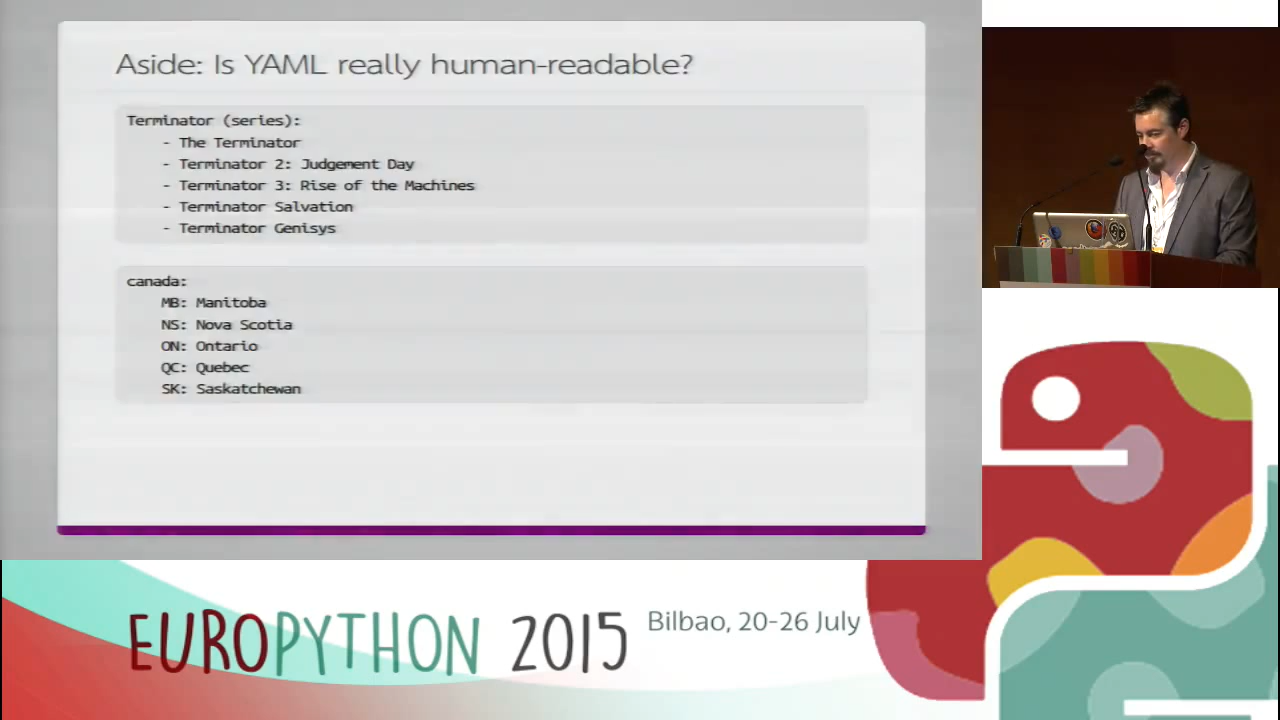 Aside: Is YAML really human-readable?
Terminator (series):
- The Terminator
- Terminator 2: Judgement Day
- Terminator 3: Rise of the Machines
- Terminator Salvation
- Terminator Genisys
canada:
MB: Manitoba
NS: Nova Scotia
ON: Ontario
QC: Quebec
SK: Saskatchewan
EUROPYTHON 2015
Bilbao, 20-26 July